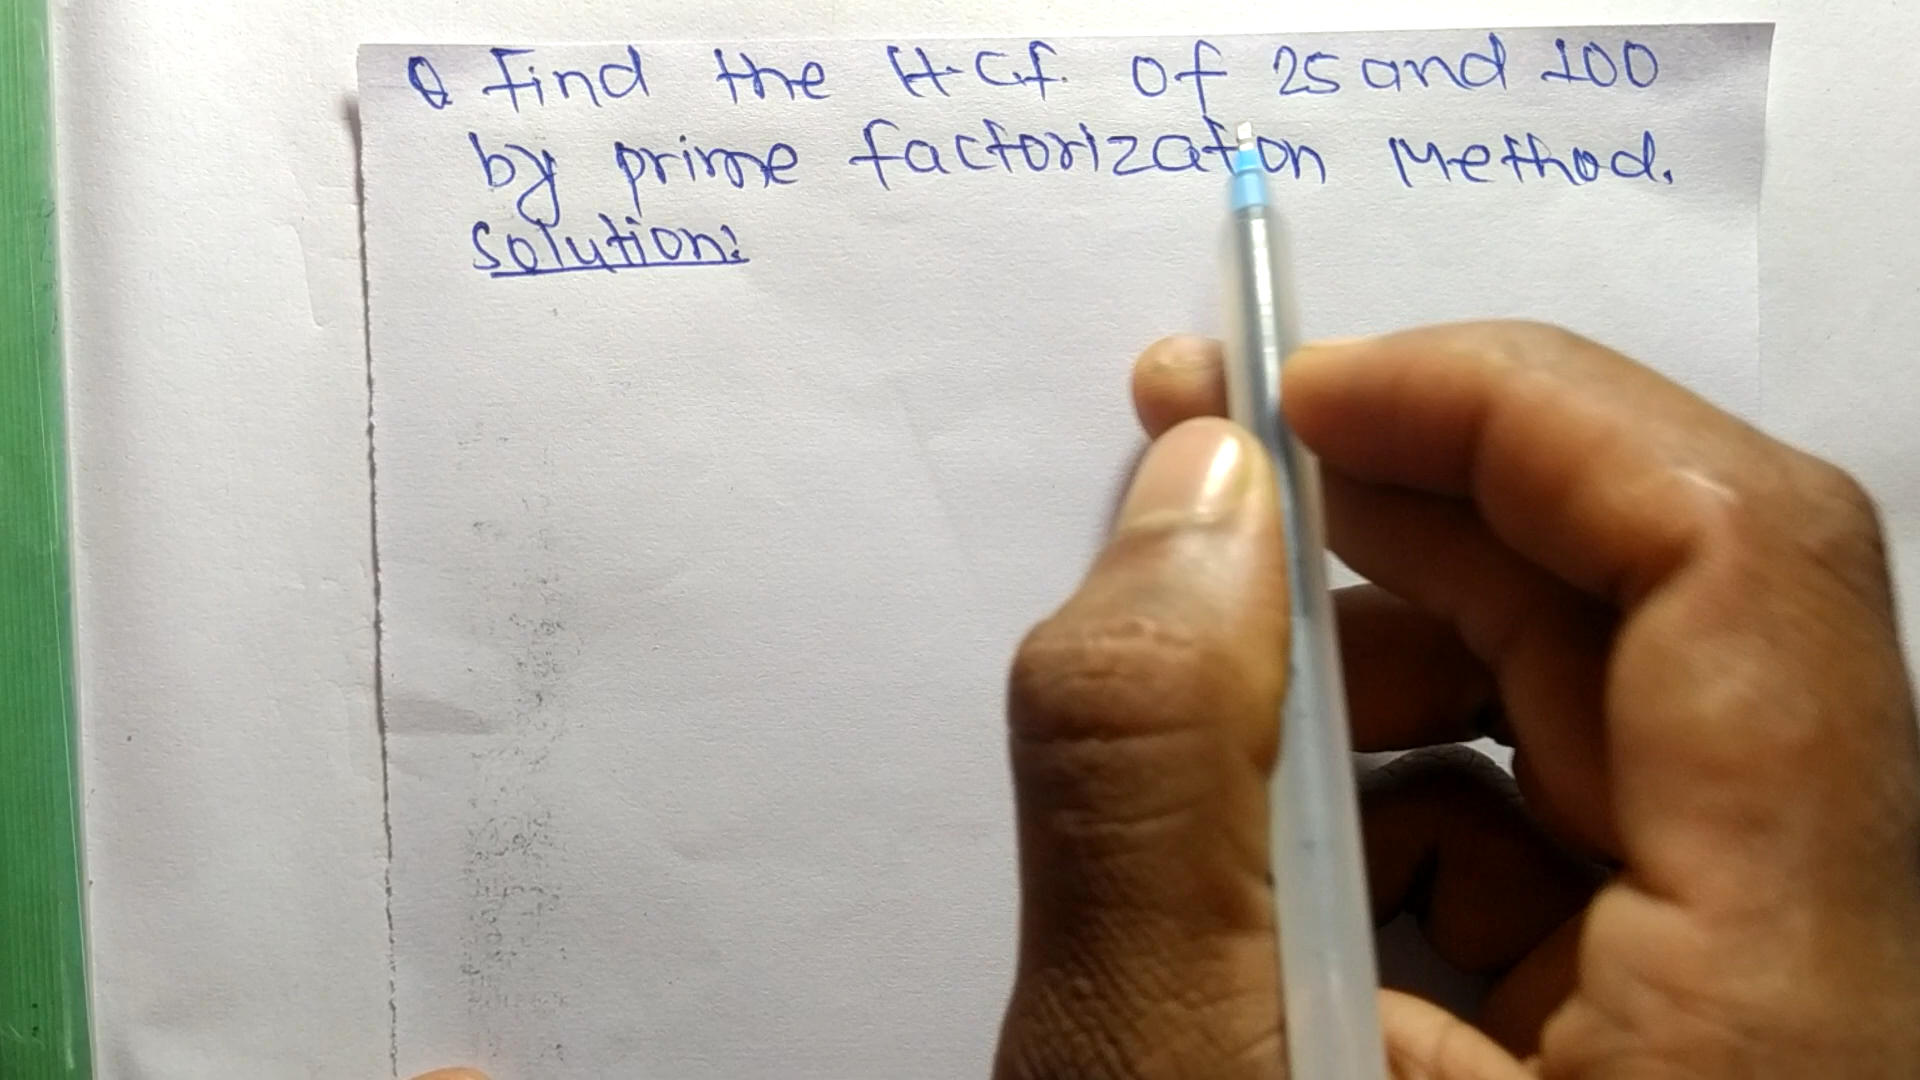 Q Find the H.C.f. of 25 and 100
by prime factorization Method.
Solution: